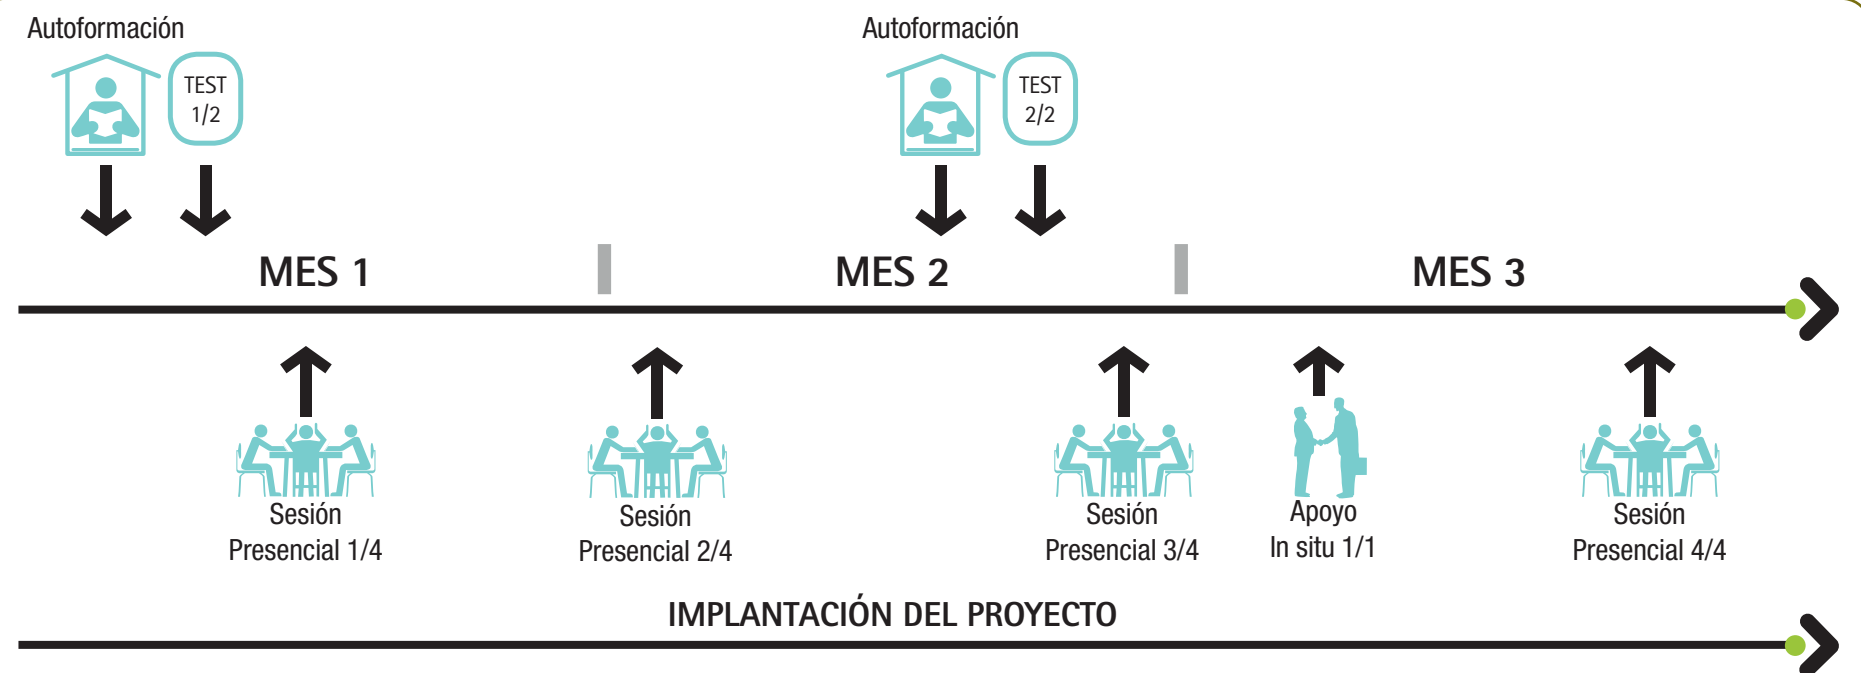 Autoformación
Autoformación
TEST
1/2
TEST
2/2
MES 1
MES 2
MES 3
Sesión
Presencial 1/4
Sesión
Presencial 2/4
Sesión
Presencial 3/4
Apoyo
In situ 1/1
Sesión
Presencial 4/4
IMPLANTACIÓN DEL PROYECTO